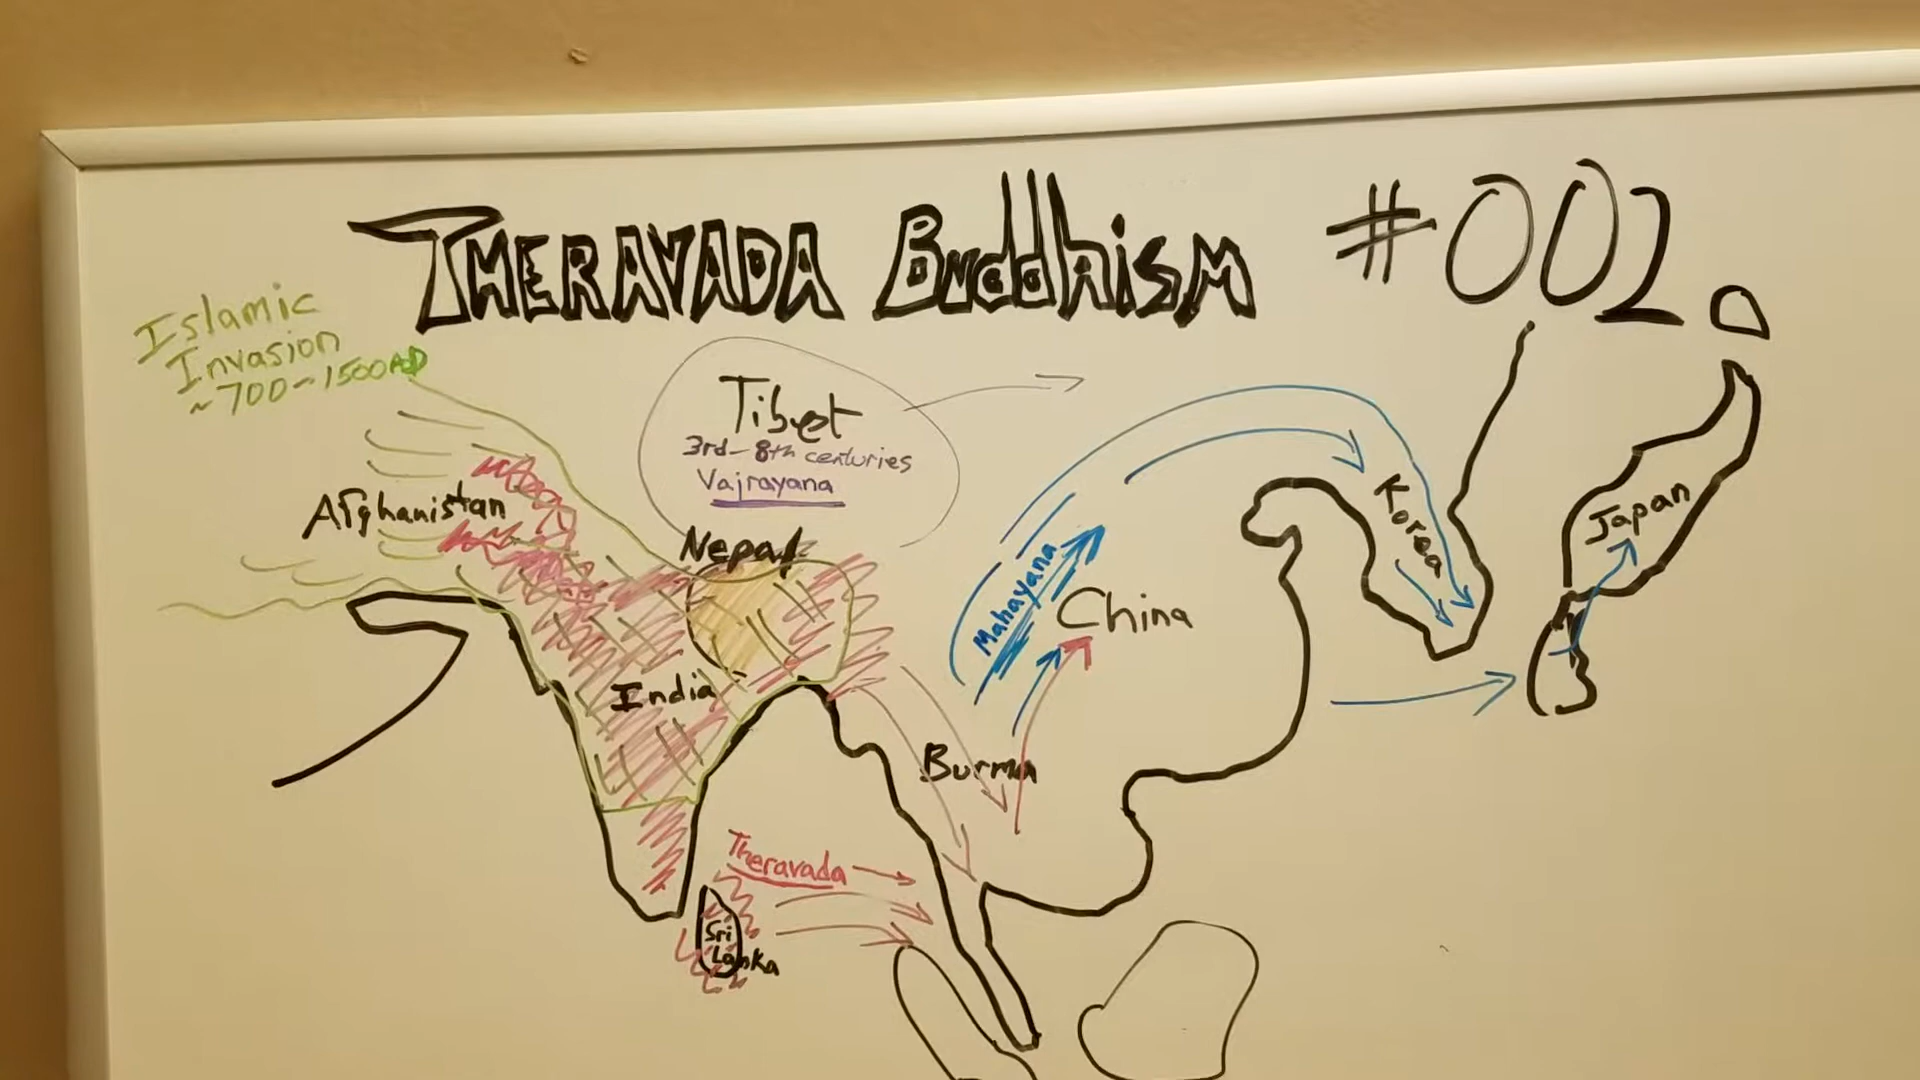 THERAVADA Buddhism #002
Islamic
Invasion
~700-1500AD
Tibet
3rd-8th centuries
Vajrayana
Afghanistan
Nepal
Korea
Japan
Mahayana
China
India
Burma
Theravada
Sri
Lanka